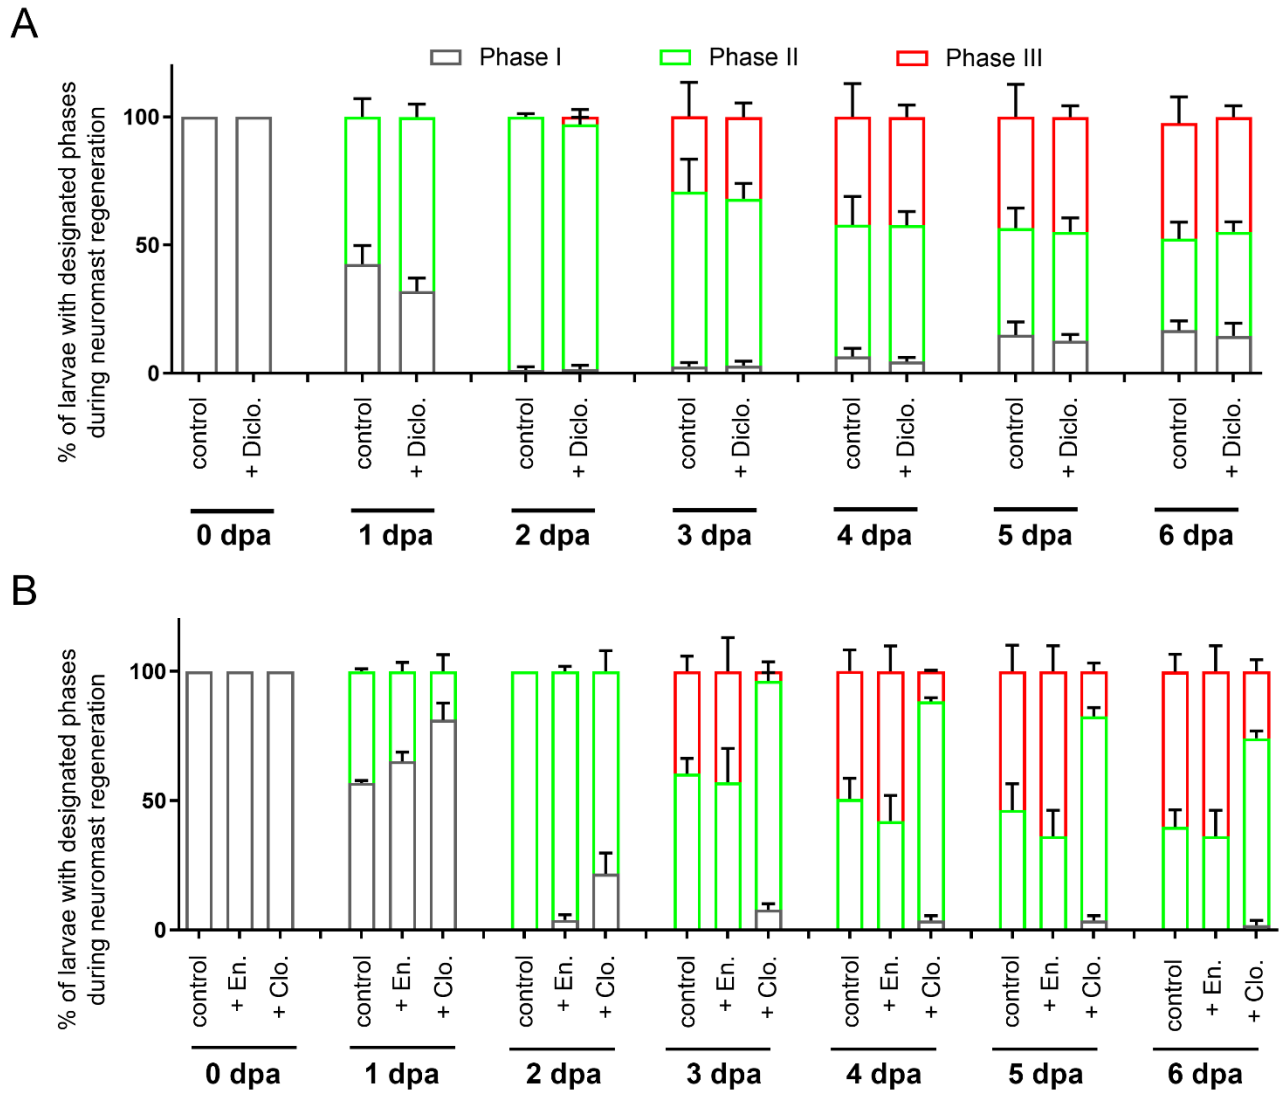 A
Phase I Phase II Phase III
% of larvae with designated phases
during neuromast regeneration
100
50
0
control + Diclo. control + Diclo. control + Diclo. control + Diclo. control + Diclo. control + Diclo. control + Diclo.
0 dpa 1 dpa 2 dpa 3 dpa 4 dpa 5 dpa 6 dpa
B
% of larvae with designated phases
during neuromast regeneration
100
50
0
control + En. + Clo. control + En. + Clo. control + En. + Clo. control + En. + Clo. control + En. + Clo. control + En. + Clo. control + En. + Clo.
0 dpa 1 dpa 2 dpa 3 dpa 4 dpa 5 dpa 6 dpa